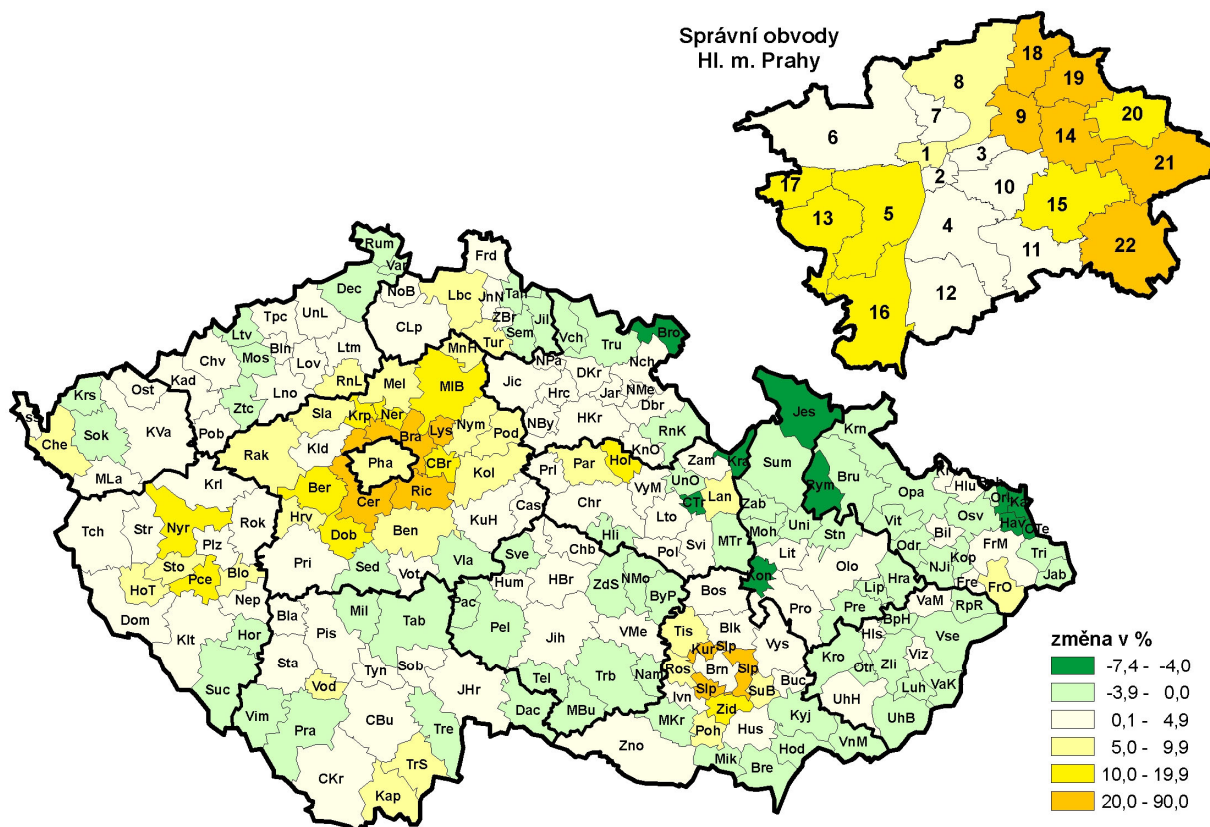 Správní obvody
Hl. m. Prahy
18
8
19
7
9
20
6
14
1
3
21
2
17
10
5
15
13
4
11
22
12
16
Rum
Var
Frd
Dec
NoB
Lbc
JnN
Tan
Tpc
UnL
CLp
ZBr
Jil
Ltv
Sem
Vch
Bro
Bln
Ltm
Tur
Tru
Mos
MnH
Chv
Lov
NPa
Nch
Kad
RnL
Mel
MlB
DKr
Ost
Lno
Jic
Krs
Ztc
Hrc
Jar
NMe
Jes
Sla
Krp
Ner
Dbr
Che
Sok
KVa
Pob
Nym
NBy
HKr
Krn
Lys
Pod
RnK
Kld
Bra
Rak
KnO
MLa
Pha
CBr
Kol
Prl
Par
Hol
Zam
Kra
Sum
Bru
Krl
Ber
Cer
Ric
UnO
Rym
Hlu
Chr
VyM
CTr
Lan
Opa
Orl
Tch
Str
Nyr
Rok
Hrv
Dob
Ben
KuH
Cas
Lto
Zab
Osv
Hav
CTe
Plz
Hli
MTr
Moh
Uni
Stn
Vit
Bil
FrM
Tri
Sto
Pri
Sed
Vot
Vla
Sve
Chb
Svi
Pol
Lit
Odr
Kop
HoT
Pce
Blo
Kon
Olo
NJi
Jab
Hum
HBr
ZdS
NMo
Lip
Hra
Fre
FrO
Dom
Nep
Bla
Mil
Tab
Pac
ByP
Bos
Pro
Pre
VaM
RpR
Klt
Hor
Pis
Pel
VMe
Tis
Blk
Vys
BpH
Jih
Kur
Slp
Hls
Vse
Sta
Tyn
Sob
Ros
Brn
Slp
Kro
Viz
Suc
Vod
JHr
Tel
Trb
Nam
Buc
Otr
Zli
VaK
Slp
SuB
Luh
Vim
Pra
CBu
Dac
MBu
Ivn
Zid
UhH
Tre
MKr
Poh
Hus
Kyj
UhB
TrS
Zno
Hod
VnM
CKr
Mik
Bre
Kap
změna v %
-7,4 - -4,0
-3,9 - 0,0
0,1 - 4,9
5,0 - 9,9
10,0 - 19,9
20,0 - 90,0